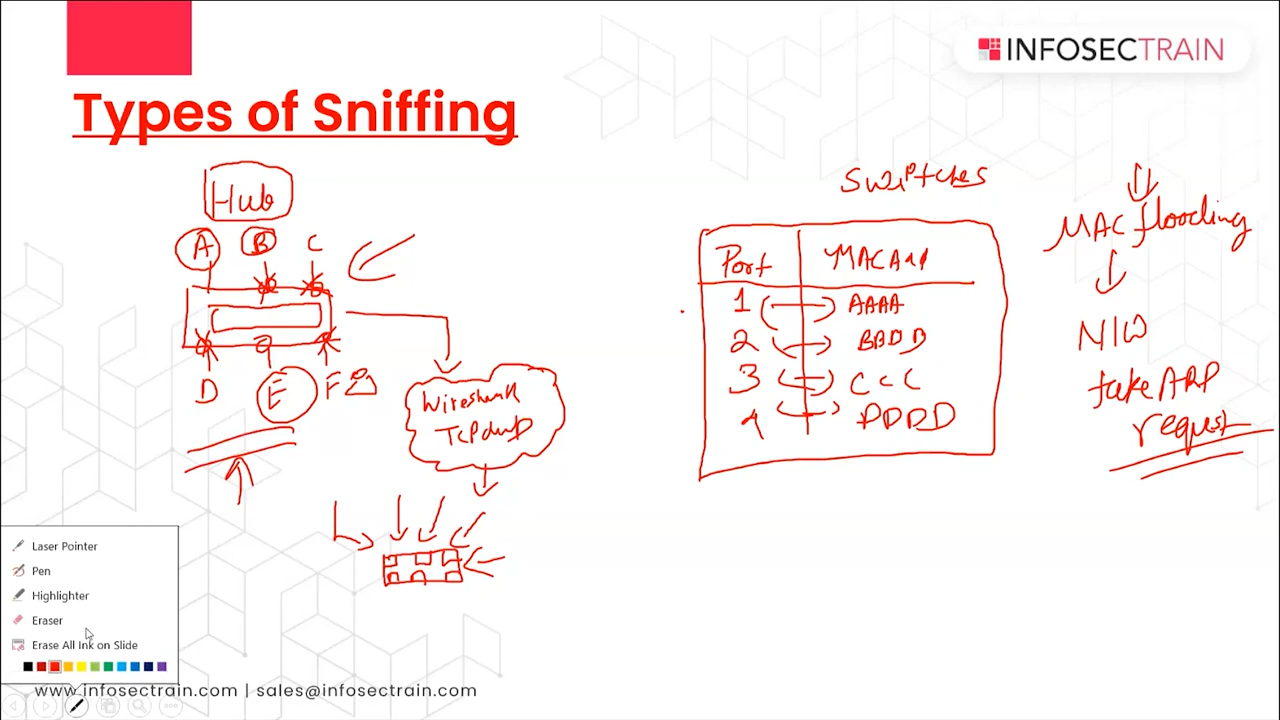 INFOSECTRAIN
Types of Sniffing
Hub
A B C
D E F
Wireshark
TCPdump
Switches
Port MACAdd
1 AAAA
2 BBDD
3 CCC
4 DDDD
MAC flooding
N/W
fake ARP
request
Laser Pointer
Pen
Highlighter
Eraser
Erase All Ink on Slide
www.infosectrain.com | sales@infosectrain.com